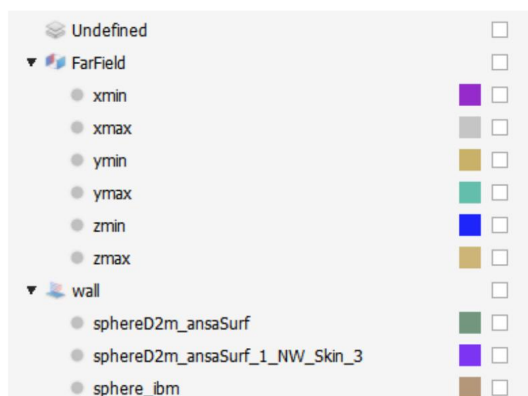 Undefined
FarField
xmin
xmax
ymin
ymax
zmin
zmax
wall
sphereD2m_ansaSurf
sphereD2m_ansaSurf_1_NW_Skin_3
sphere_ibm